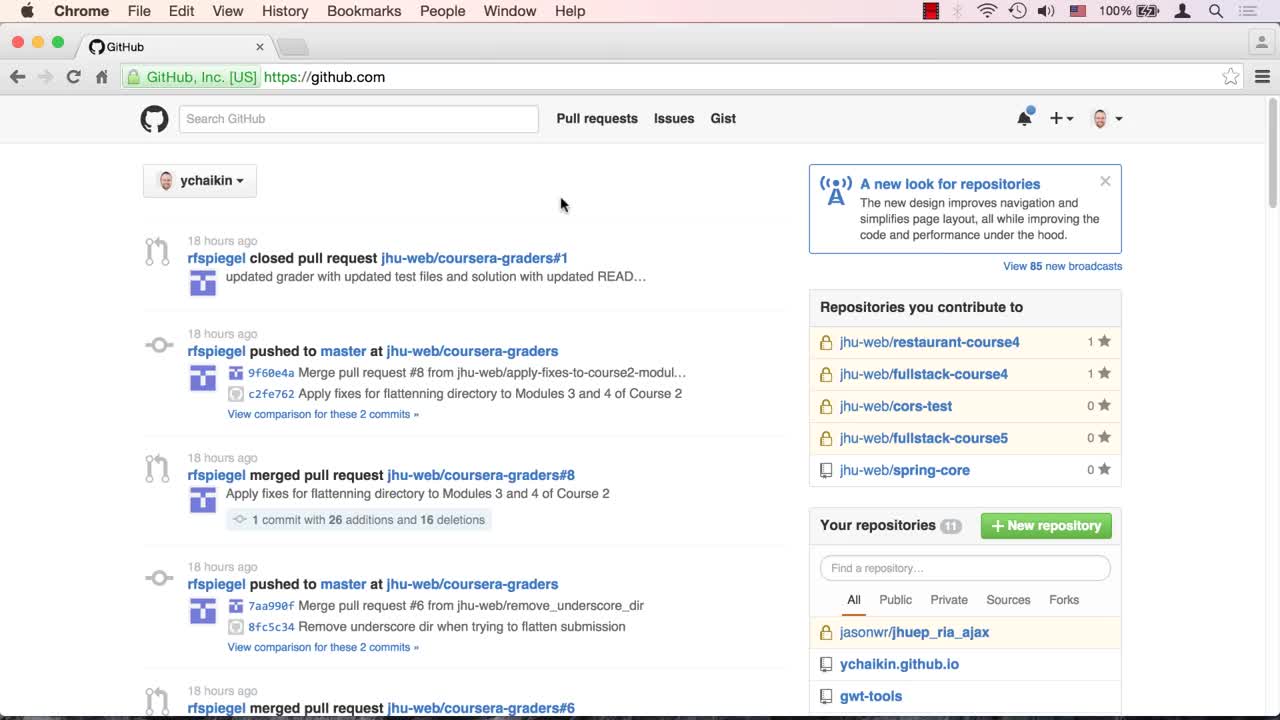 Chrome File Edit View History Bookmarks People Window Help 100%
GitHub
GitHub, Inc. [US] https://github.com
Search GitHub Pull requests Issues Gist
ychaikin
18 hours ago
rfspiegel closed pull request jhu-web/coursera-graders#1
updated grader with updated test files and solution with updated READ…
18 hours ago
rfspiegel pushed to master at jhu-web/coursera-graders
9f60e4a Merge pull request #8 from jhu-web/apply-fixes-to-course2-modul…
c2fe762 Apply fixes for flattening directory to Modules 3 and 4 of Course 2
View comparison for these 2 commits »
18 hours ago
rfspiegel merged pull request jhu-web/coursera-graders#8
Apply fixes for flattenning directory to Modules 3 and 4 of Course 2
1 commit with 26 additions and 16 deletions
18 hours ago
rfspiegel pushed to master at jhu-web/coursera-graders
7aa990f Merge pull request #6 from jhu-web/remove_underscore_dir
8fc5c34 Remove underscore dir when trying to flatten submission
View comparison for these 2 commits »
18 hours ago
rfspiegel merged pull request jhu-web/coursera-graders#6
A new look for repositories
The new design improves navigation and
simplifies page layout, all while improving the
code and performance under the hood.
View 85 new broadcasts
Repositories you contribute to
jhu-web/restaurant-course4 1
jhu-web/fullstack-course4 1
jhu-web/cors-test 0
jhu-web/fullstack-course5 0
jhu-web/spring-core 0
Your repositories 11 New repository
Find a repository…
All Public Private Sources Forks
jasonwr/jhuep_ria_ajax
ychaikin.github.io
gwt-tools